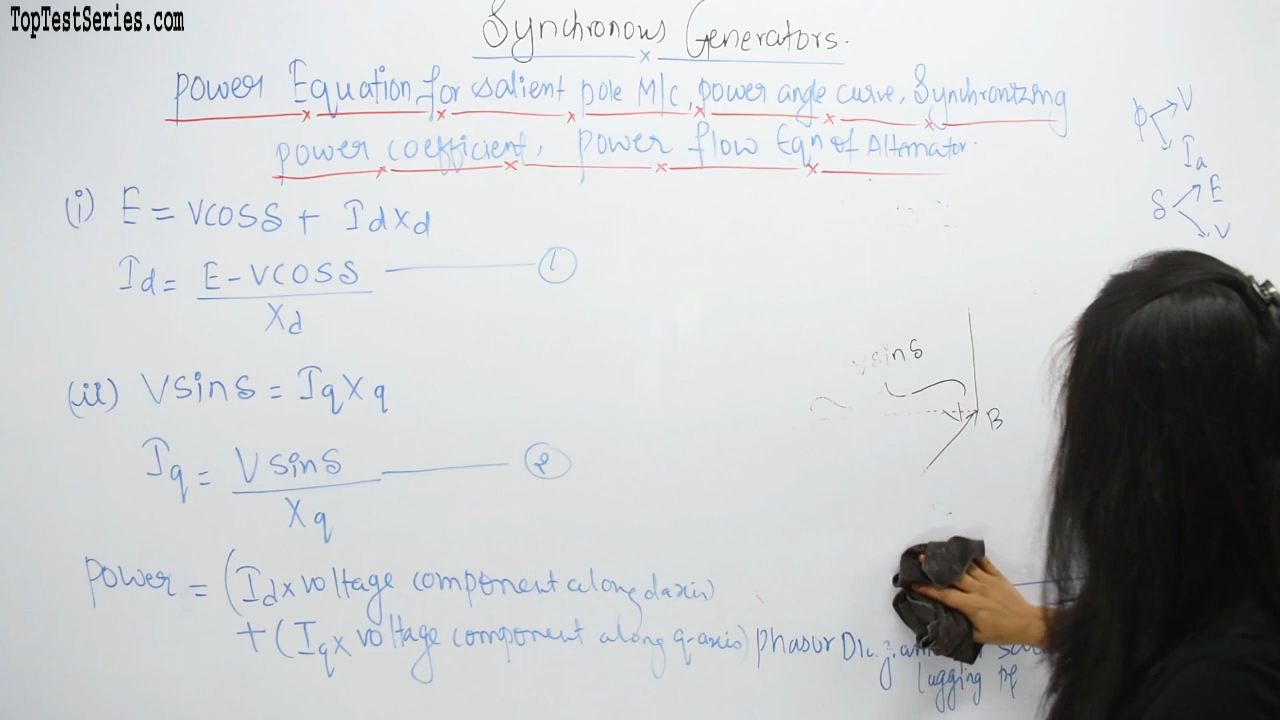 TopTestSeries.com
Synchronous Generators.
power Equation for salient pole M/c, power angle curve, Synchronizing
power coefficient, power flow Eqn of Alternator.
ϕ V
Ia
δ E
V
(i) E = Vcosδ + IdXd
Id = E - Vcosδ / Xd ——— ①
Vsinδ
B
(ii) Vsinδ = IqXq
Iq = Vsinδ / Xq ——— ②
power = (Id x voltage component along daxis)
+ (Iq x voltage component along q-axis)
phasor
lagging pf